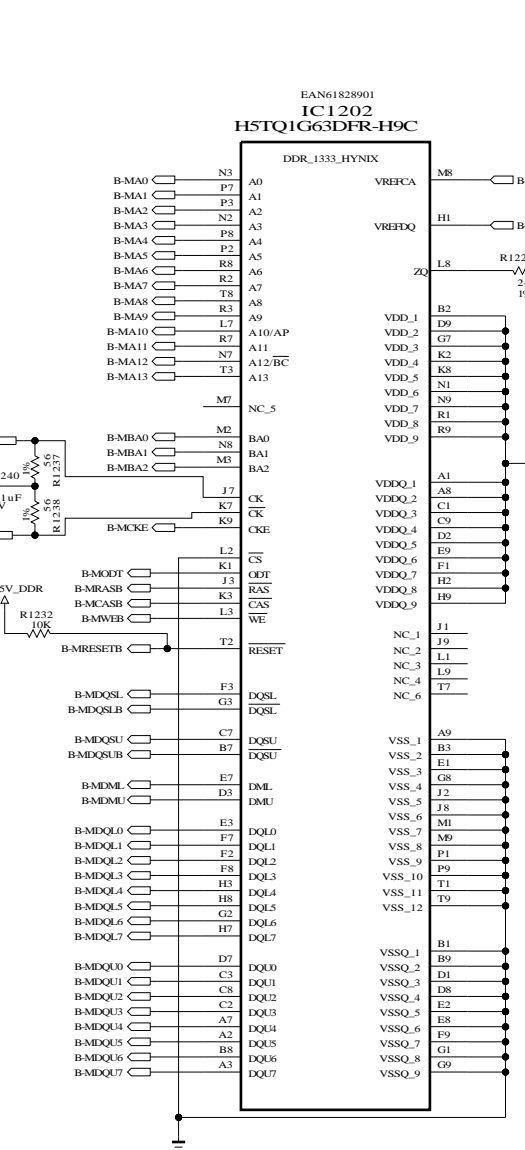 EAN61828901
IC1202
H5TQ1G63DFR-H9C
DDR_1333_HYNIX
B-MA0 N3 A0
B-MA1 P7 A1
B-MA2 P3 A2
B-MA3 N2 A3
B-MA4 P8 A4
B-MA5 P2 A5
B-MA6 R8 A6
B-MA7 R2 A7
B-MA8 T8 A8
B-MA9 R3 A9
B-MA10 L7 A10/AP
B-MA11 R7 A11
B-MA12 N7 A12/BC
B-MA13 T3 A13
M7 NC_5
B-MBA0 M2 BA0
B-MBA1 N8 BA1
B-MBA2 M3 BA2
J7 CK
K7 CK
B-MCKE K9 CKE
L2 CS
B-MODT K1 ODT
B-MRASB J3 RAS
B-MCASB K3 CAS
B-MWEB L3 WE
B-MRESETB T2 RESET
B-MDQSL F3 DQSL
B-MDQSLB G3 DQSL
B-MDQSU C7 DQSU
B-MDQSUB B7 DQSU
B-MDML E7 DML
B-MDMU D3 DMU
B-MDQL0 E3 DQL0
B-MDQL1 F7 DQL1
B-MDQL2 F2 DQL2
B-MDQL3 F8 DQL3
B-MDQL4 H3 DQL4
B-MDQL5 H8 DQL5
B-MDQL6 G2 DQL6
B-MDQL7 H7 DQL7
B-MDQU0 D7 DQU0
B-MDQU1 C3 DQU1
B-MDQU2 C8 DQU2
B-MDQU3 C2 DQU3
B-MDQU4 A7 DQU4
B-MDQU5 A2 DQU5
B-MDQU6 B8 DQU6
B-MDQU7 A3 DQU7
1%
56
R1237
240
1uF
V
1%
56
R1238
5V_DDR
R1232
10K
VREFCA M8 B-
VREFDQ H1 B-
ZQ L8
R122
VDD_1 B2
VDD_2 D9
VDD_3 G7
VDD_4 K2
VDD_5 K8
VDD_6 N1
VDD_7 N9
VDD_8 R1
VDD_9 R9
VDDQ_1 A1
VDDQ_2 A8
VDDQ_3 C1
VDDQ_4 C9
VDDQ_5 D2
VDDQ_6 E9
VDDQ_7 F1
VDDQ_8 H2
VDDQ_9 H9
NC_1 J1
NC_2 J9
NC_3 L1
NC_4 L9
NC_6 T7
VSS_1 A9
VSS_2 B3
VSS_3 E1
VSS_4 G8
VSS_5 J2
VSS_6 J8
VSS_7 M1
VSS_8 M9
VSS_9 P1
VSS_10 P9
VSS_11 T1
VSS_12 T9
VSSQ_1 B1
VSSQ_2 B9
VSSQ_3 D1
VSSQ_4 D8
VSSQ_5 E2
VSSQ_6 E8
VSSQ_7 F9
VSSQ_8 G1
VSSQ_9 G9